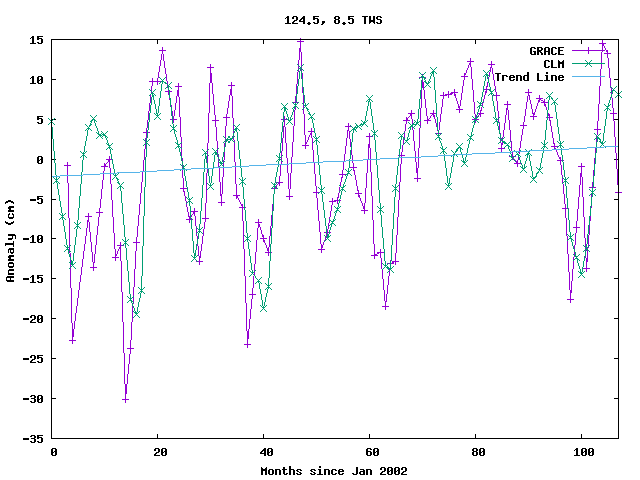 124.5, 8.5 TWS
GRACE
CLM
Trend Line
15
10
5
0
-5
-10
-15
-20
-25
-30
-35
Anomaly (cm)
0 20 40 60 80 100
Months since Jan 2002